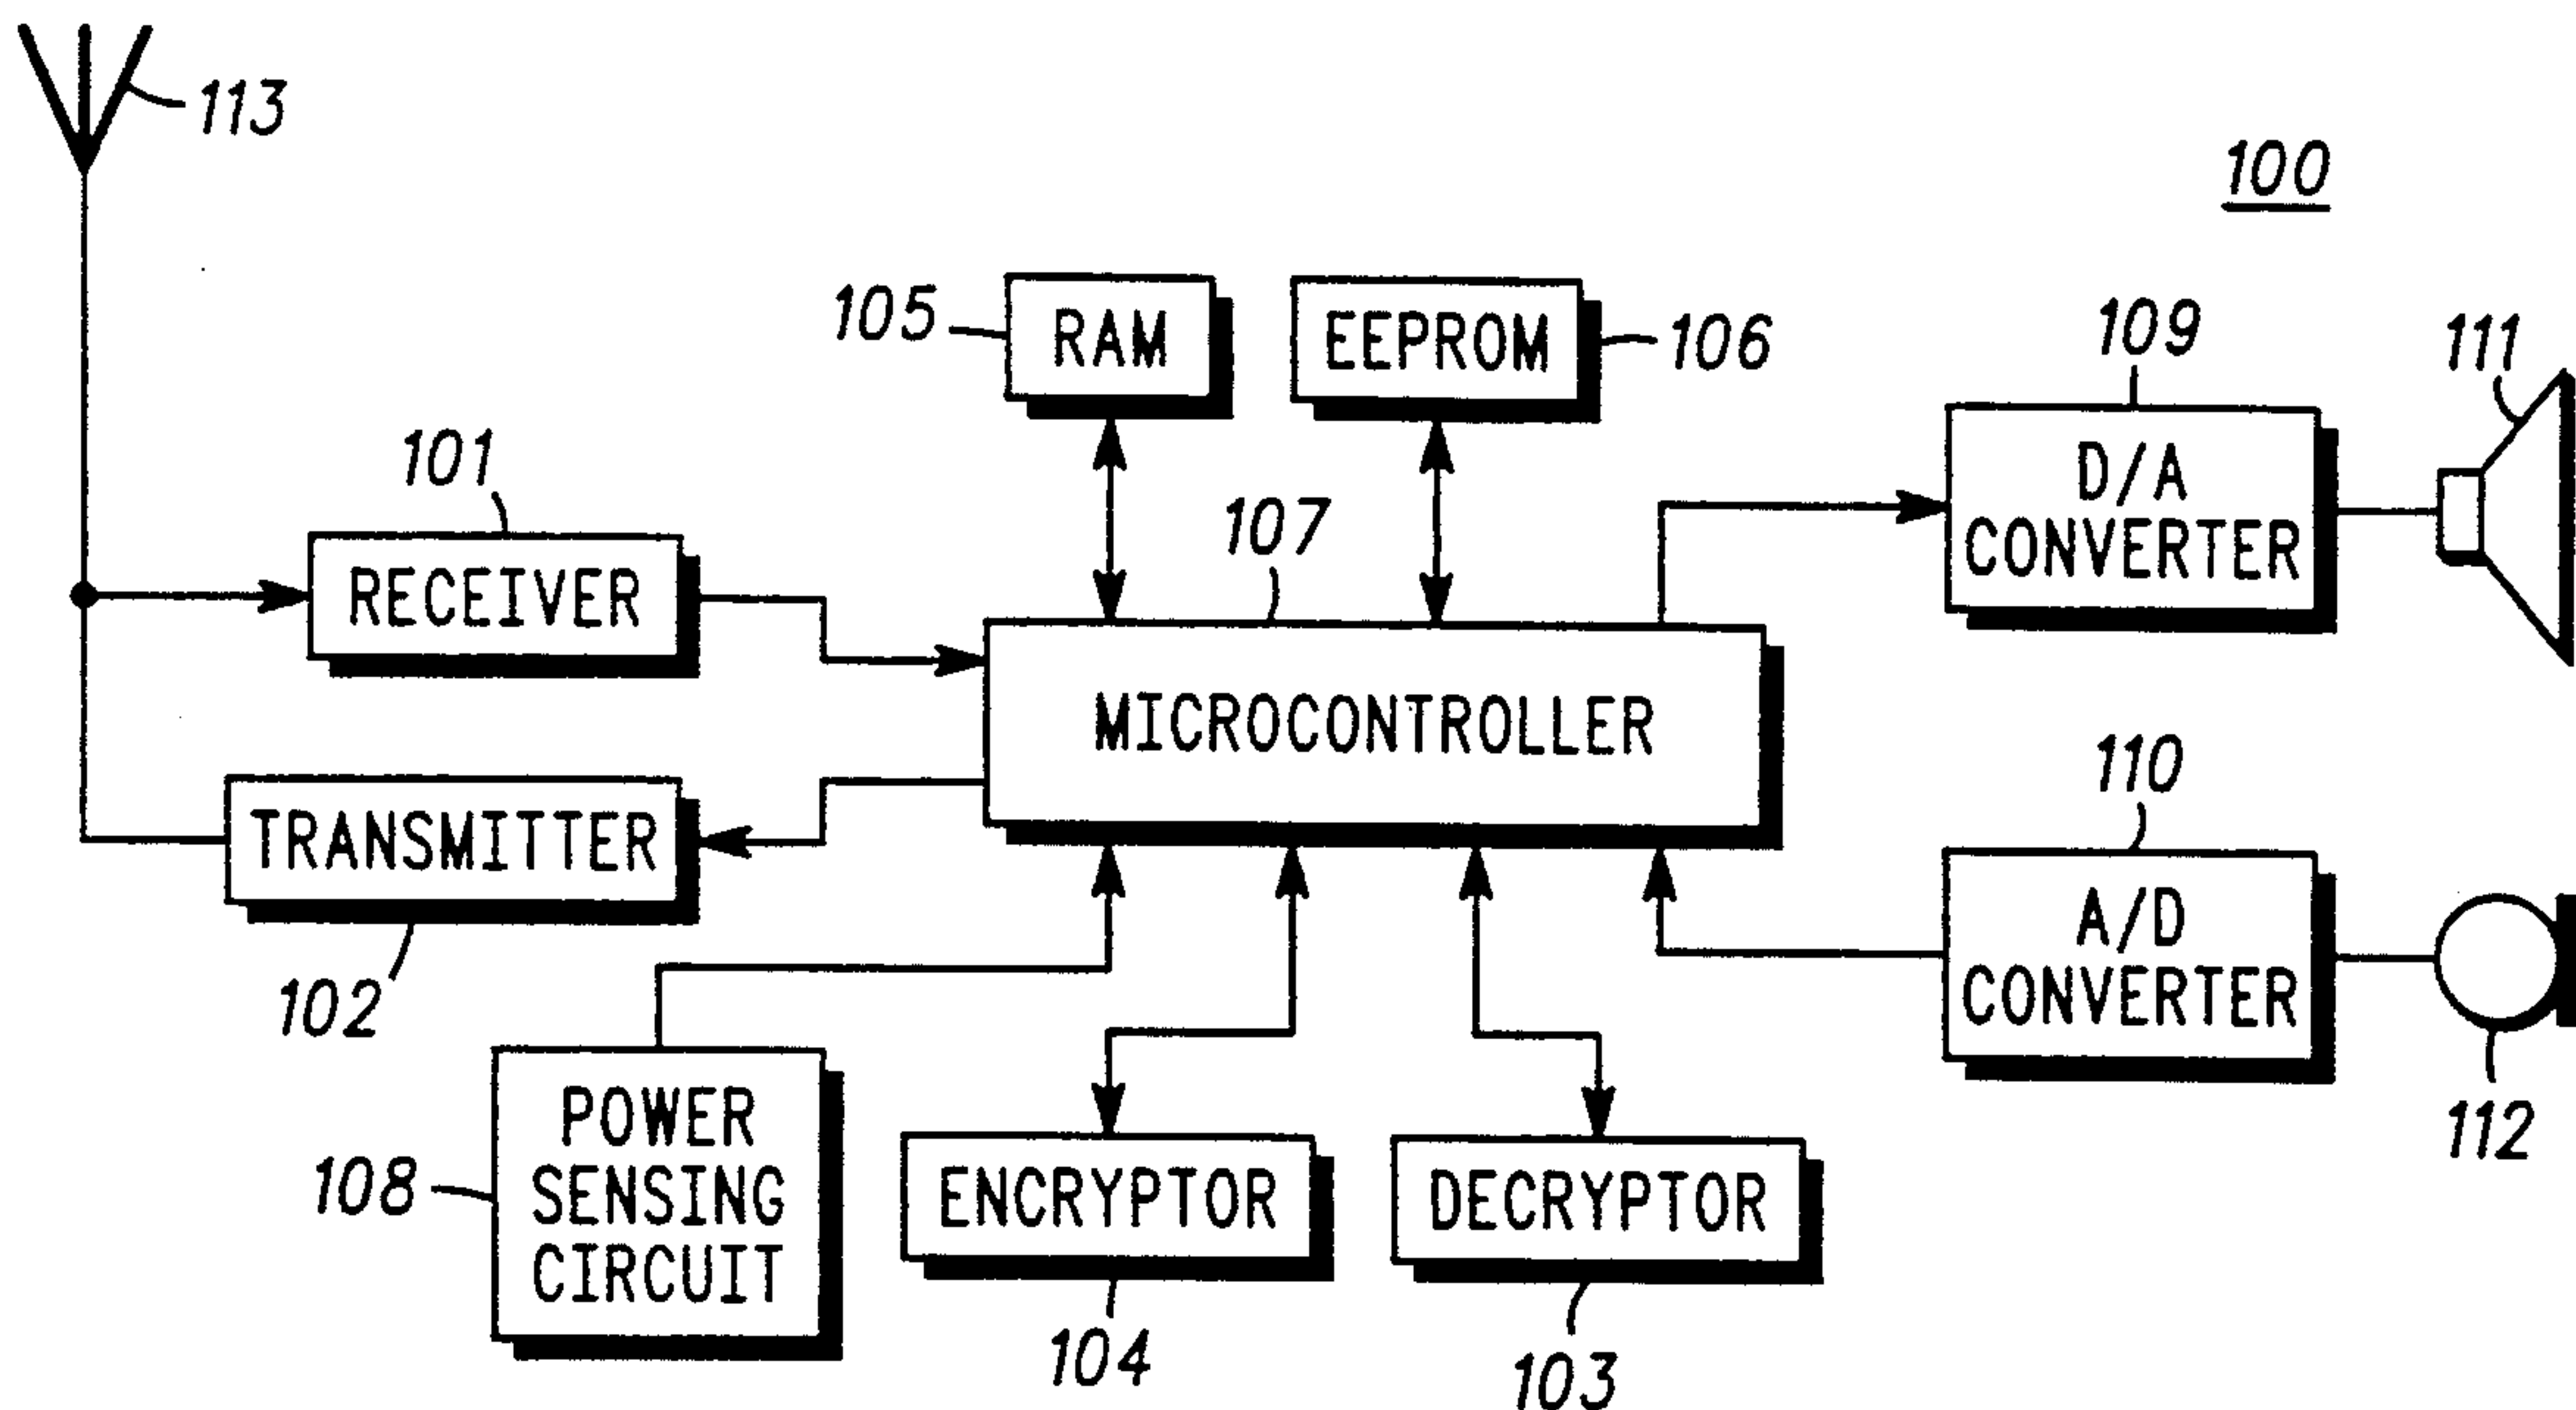 113
100
105
RAM
EEPROM
106
109
111
101
107
D/A
CONVERTER
RECEIVER
MICROCONTROLLER
110
TRANSMITTER
A/D
CONVERTER
102
112
108
POWER
SENSING
CIRCUIT
ENCRYPTOR
DECRYPTOR
104
103